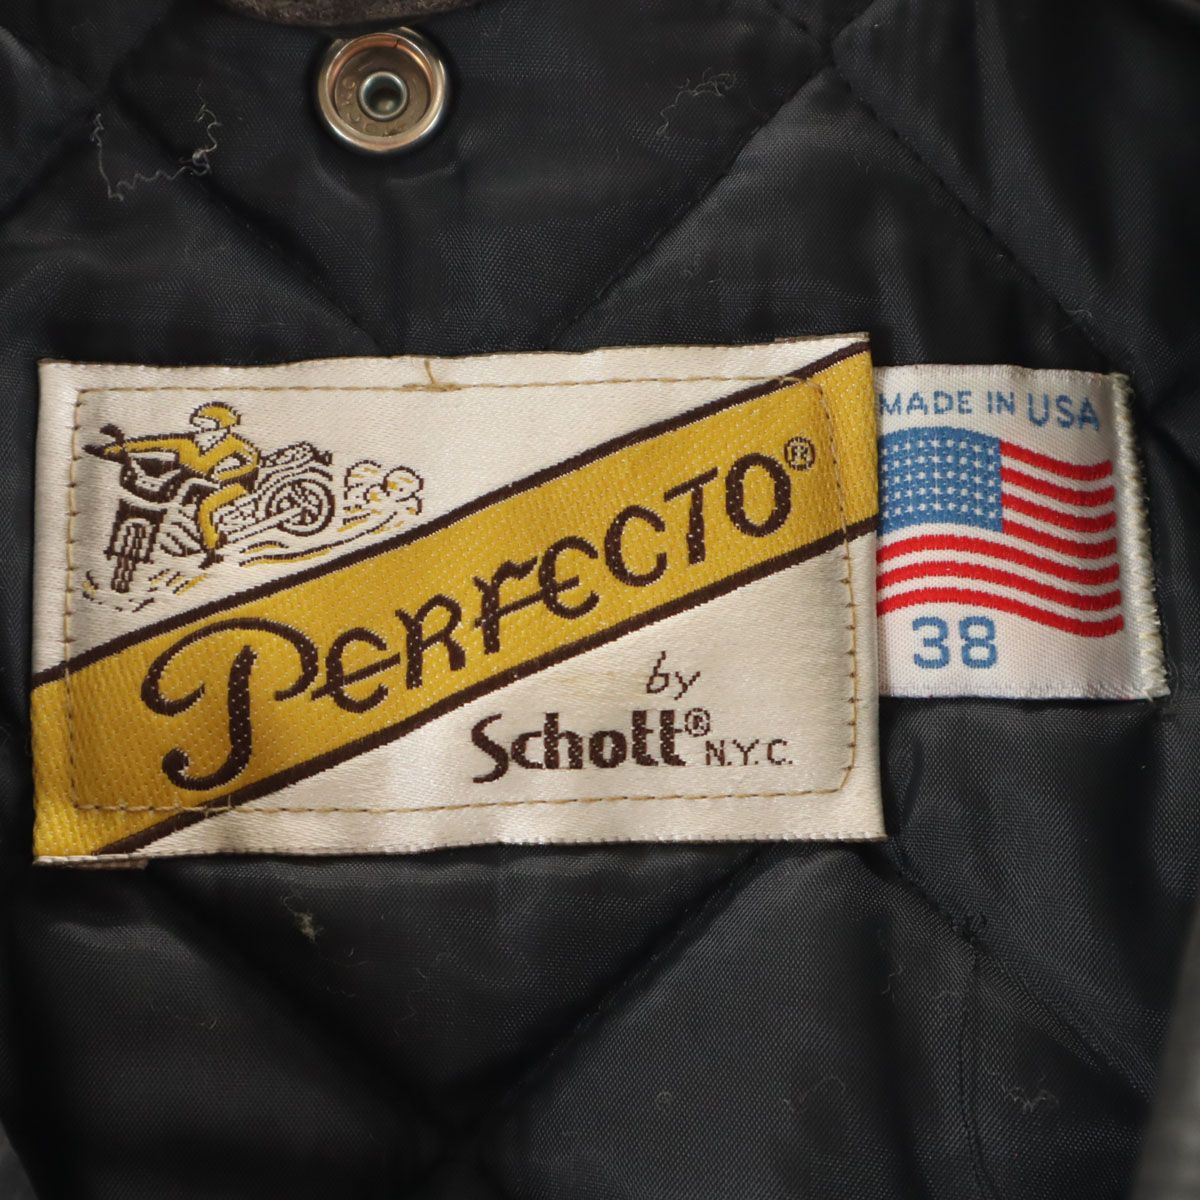 PERFECTO®
by
Schott® N.Y.C.
MADE IN USA
38